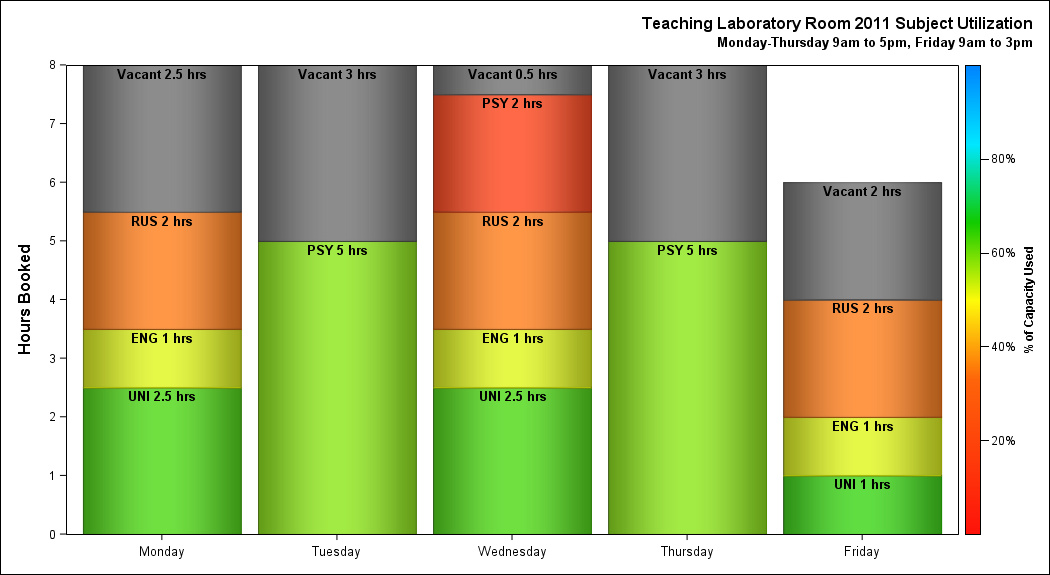 Teaching Laboratory Room 2011 Subject Utilization
Monday-Thursday 9am to 5pm, Friday 9am to 3pm
Hours Booked
8
7
6
5
4
3
2
1
0
Vacant 2.5 hrs
RUS 2 hrs
ENG 1 hrs
UNI 2.5 hrs
Vacant 3 hrs
PSY 5 hrs
Vacant 0.5 hrs
PSY 2 hrs
RUS 2 hrs
ENG 1 hrs
UNI 2.5 hrs
Vacant 3 hrs
PSY 5 hrs
Vacant 2 hrs
RUS 2 hrs
ENG 1 hrs
UNI 1 hrs
Monday
Tuesday
Wednesday
Thursday
Friday
80%
60%
40%
20%
% of Capacity Used